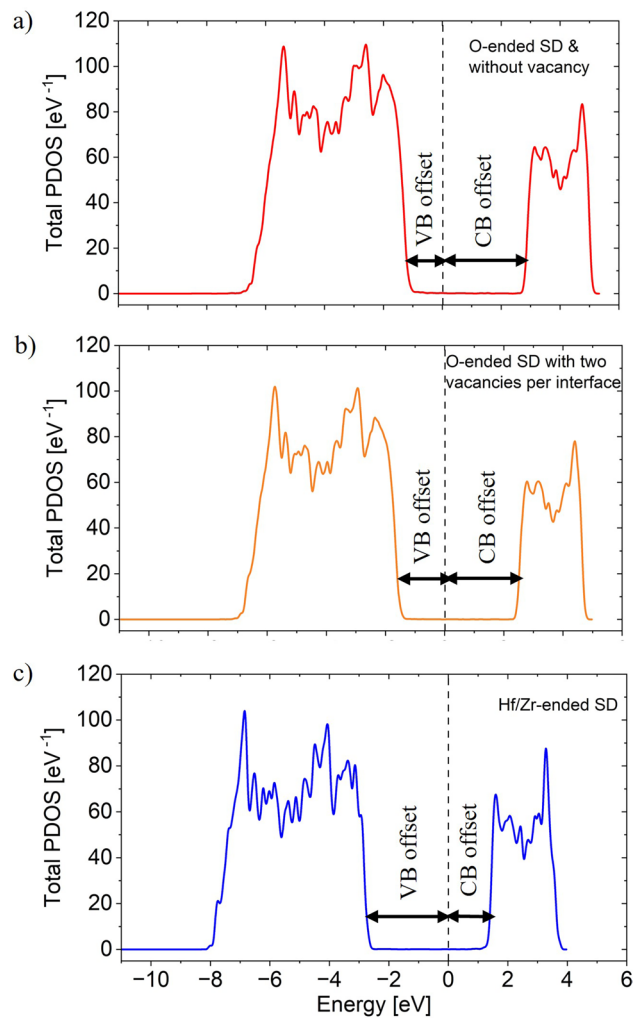 a)
O-ended SD &
without vacancy
Total PDOS [eV⁻¹]
120
100
80
60
40
20
0
VB offset
CB offset
b)
O-ended SD with two
vacancies per interface
Total PDOS [eV⁻¹]
120
100
80
60
40
20
0
VB offset
CB offset
c)
Hf/Zr-ended SD
Total PDOS [eV⁻¹]
120
100
80
60
40
20
0
VB offset
CB offset
−10 −8 −6 −4 −2 0 2 4 6
Energy [eV]